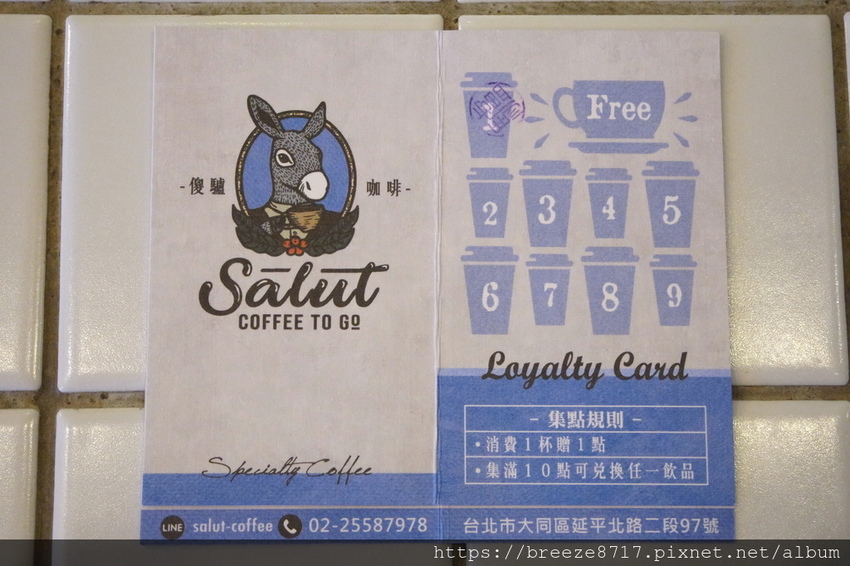 -傻驢 咖啡-
Salut
COFFEE TO GO
Specialty Coffee
LINE salut-coffee 02-25587978
Free
2 3 4 5
6 7 8 9
Loyalty Card
- 集點規則 -
•消費1杯贈1點
•集滿10點可兌換任一飲品
台北市大同區延平北路二段97號
https://breeze8717.pixnet.net/album